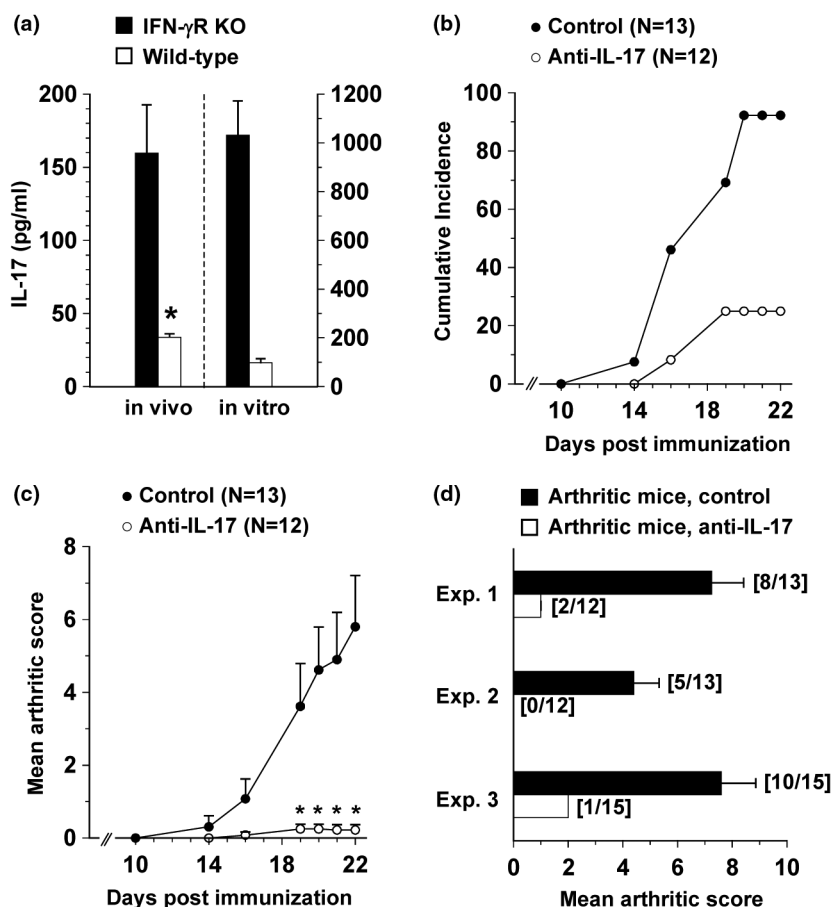 (a)
IFN-γR KO
Wild-type
200
150
100
50
0
IL-17 (pg/ml)
1200
1000
800
600
400
200
0
*
in vivo
in vitro
(b)
Control (N=13)
Anti-IL-17 (N=12)
100
80
60
40
20
0
Cumulative Incidence
10 14 18 22
Days post immunization
(c)
Control (N=13)
Anti-IL-17 (N=12)
8
6
4
2
0
Mean arthritic score
* * * *
10 14 18 22
Days post immunization
(d)
Arthritic mice, control
Arthritic mice, anti-IL-17
Exp. 1
[8/13]
[2/12]
Exp. 2
[5/13]
[0/12]
Exp. 3
[10/15]
[1/15]
0 2 4 6 8 10
Mean arthritic score